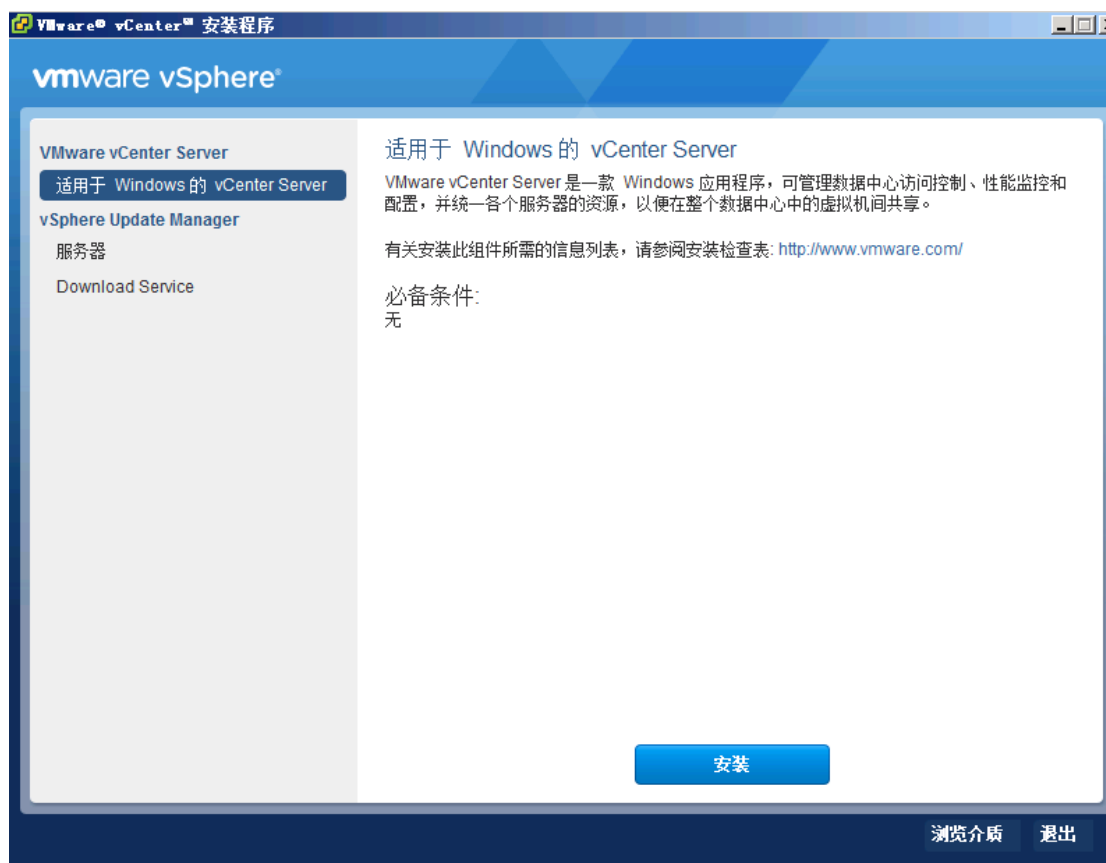 VMware® vCenter™ 安装程序
vmware vSphere®
VMware vCenter Server
适用于 Windows 的 vCenter Server
vSphere Update Manager
服务器
Download Service
适用于 Windows 的 vCenter Server
VMware vCenter Server 是一款 Windows 应用程序，可管理数据中心访问控制、性能监控和
配置，并统一各个服务器的资源，以便在整个数据中心中的虚拟机间共享。
有关安装此组件所需的信息列表，请参阅安装检查表: http://www.vmware.com/
必备条件:
无
安装
浏览介质 退出